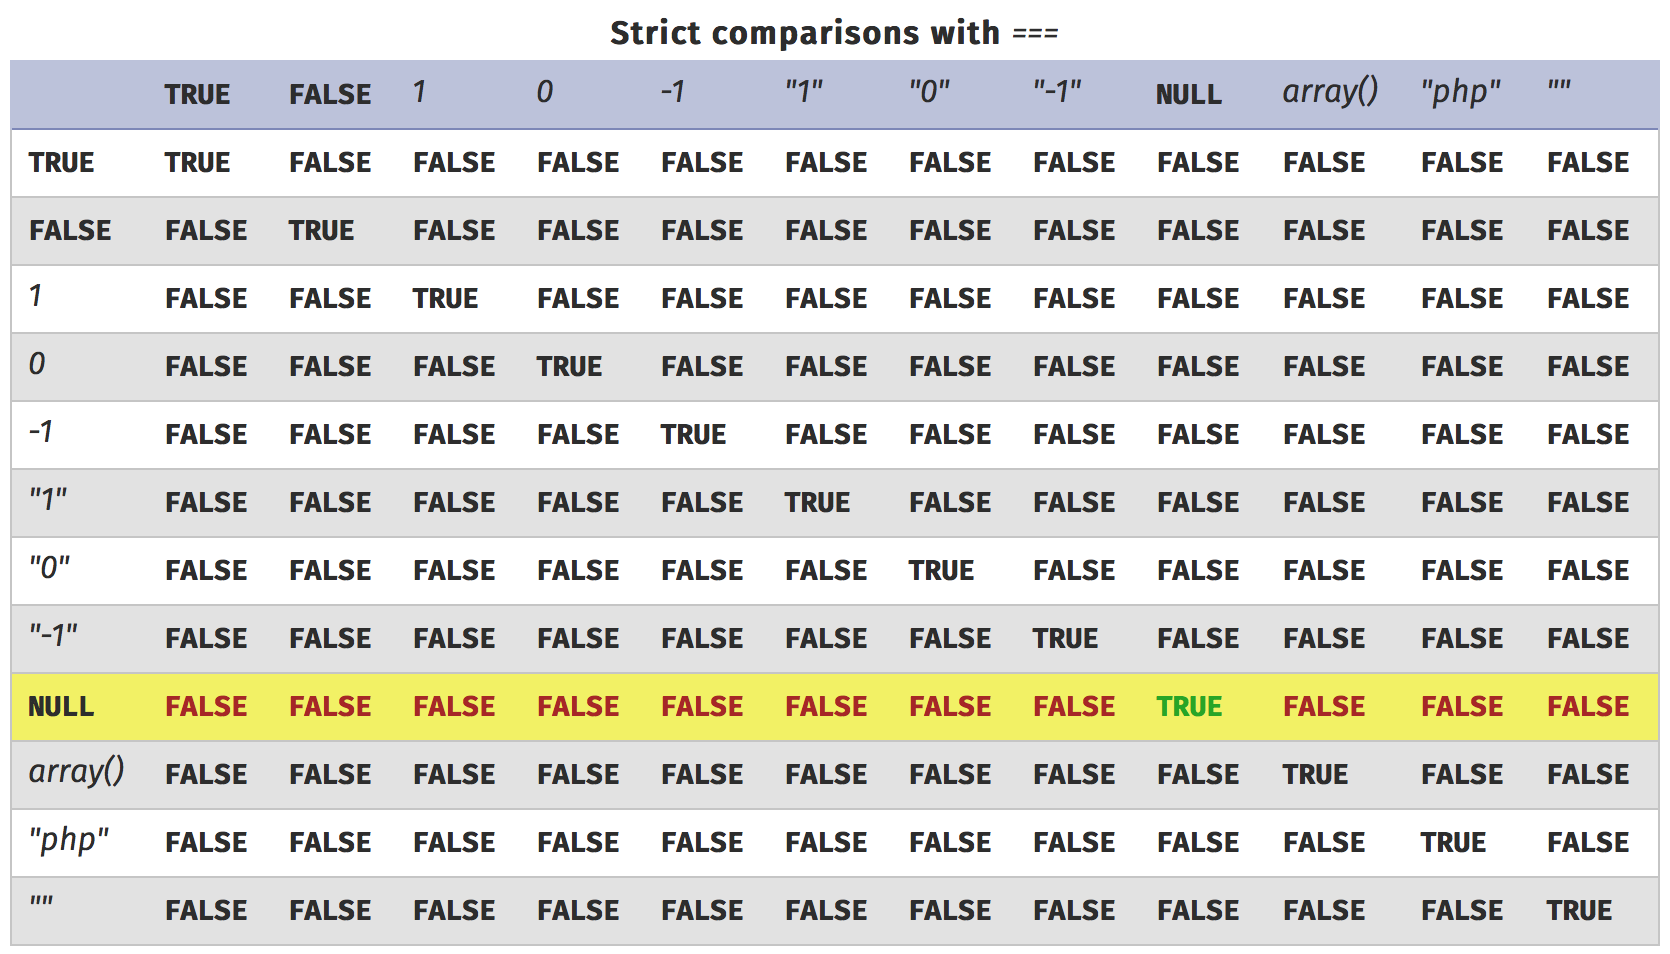 Strict comparisons with ===
TRUE FALSE 1 0 -1 "1" "0" "-1" NULL array() "php" ""
TRUE TRUE FALSE FALSE FALSE FALSE FALSE FALSE FALSE FALSE FALSE FALSE FALSE
FALSE FALSE TRUE FALSE FALSE FALSE FALSE FALSE FALSE FALSE FALSE FALSE FALSE
1 FALSE FALSE TRUE FALSE FALSE FALSE FALSE FALSE FALSE FALSE FALSE FALSE
0 FALSE FALSE FALSE TRUE FALSE FALSE FALSE FALSE FALSE FALSE FALSE FALSE
-1 FALSE FALSE FALSE FALSE TRUE FALSE FALSE FALSE FALSE FALSE FALSE FALSE
"1" FALSE FALSE FALSE FALSE FALSE TRUE FALSE FALSE FALSE FALSE FALSE FALSE
"0" FALSE FALSE FALSE FALSE FALSE FALSE TRUE FALSE FALSE FALSE FALSE FALSE
"-1" FALSE FALSE FALSE FALSE FALSE FALSE FALSE TRUE FALSE FALSE FALSE FALSE
NULL FALSE FALSE FALSE FALSE FALSE FALSE FALSE FALSE TRUE FALSE FALSE FALSE
array() FALSE FALSE FALSE FALSE FALSE FALSE FALSE FALSE FALSE TRUE FALSE FALSE
"php" FALSE FALSE FALSE FALSE FALSE FALSE FALSE FALSE FALSE FALSE TRUE FALSE
"" FALSE FALSE FALSE FALSE FALSE FALSE FALSE FALSE FALSE FALSE FALSE TRUE